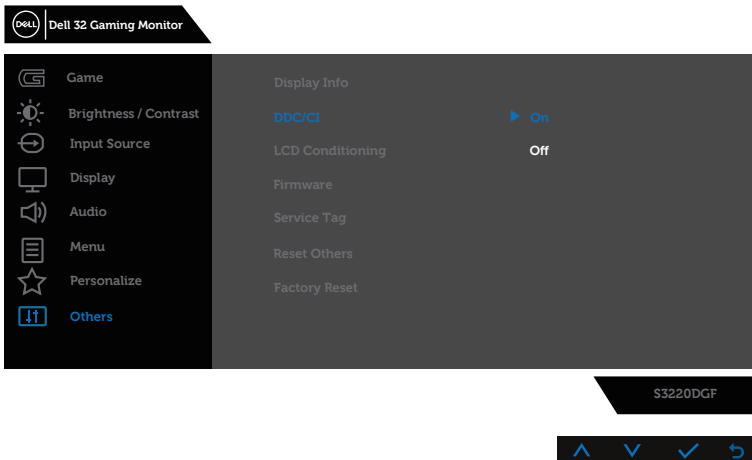 DELL
Dell 32 Gaming Monitor
Game
Brightness / Contrast
Input Source
Display
Audio
Menu
Personalize
Others
Display Info
DDC/CI On
LCD Conditioning Off
Firmware
Service Tag
Reset Others
Factory Reset
S3220DGF